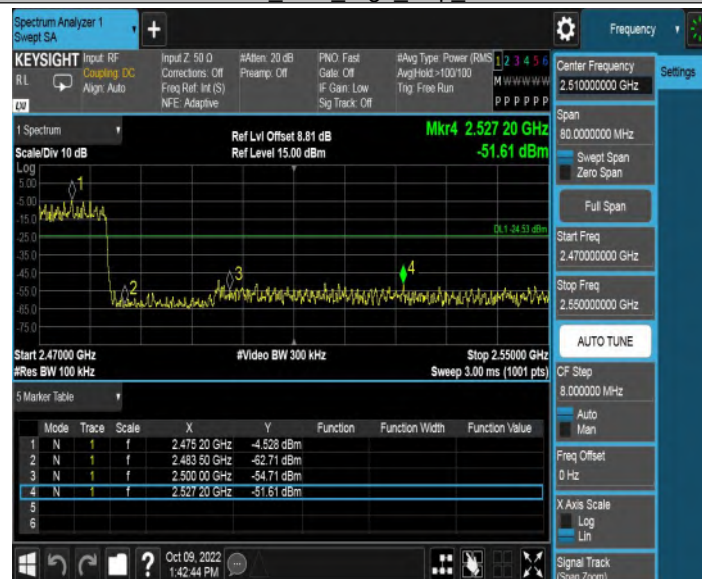 Spectrum Analyzer 1
Swept SA
Frequency
KEYSIGHT
RL
Input: RF
Coupling: DC
Align: Auto
Input Z: 50 Ω
Corrections: Off
Freq Ref: Int (S)
NFE: Adaptive
#Atten: 20 dB
Preamp: Off
PNO: Fast
Gate: Off
IF Gain: Low
Sig Track: Off
#Avg Type: Power (RMS
Avg|Hold:>100/100
Trig: Free Run
1 2 3 4 5 6
M W W W W W
P P P P P P
LXI
1 Spectrum
Scale/Div 10 dB
Ref Lvl Offset 8.81 dB
Ref Level 15.00 dBm
Mkr4 2.527 20 GHz
-51.61 dBm
Log
5.00
-5.00
-15.0
-25.0
-35.0
-45.0
-55.0
-65.0
-75.0
1
2
3
4
DL1 -24.53 dBm
Start 2.47000 GHz
#Res BW 100 kHz
#Video BW 300 kHz
Stop 2.55000 GHz
Sweep 3.00 ms (1001 pts)
5 Marker Table
Mode Trace Scale X Y Function Function Width Function Value
1 N 1 f 2.475 20 GHz -4.528 dBm
2 N 1 f 2.483 50 GHz -62.71 dBm
3 N 1 f 2.500 00 GHz -54.71 dBm
4 N 1 f 2.527 20 GHz -51.61 dBm
5
6
Oct 09, 2022
1:42:44 PM
Center Frequency
2.510000000 GHz
Settings
Span
80.0000000 MHz
Swept Span
Zero Span
Full Span
Start Freq
2.470000000 GHz
Stop Freq
2.550000000 GHz
AUTO TUNE
CF Step
8.000000 MHz
Auto
Man
Freq Offset
0 Hz
X Axis Scale
Log
Lin
Signal Track
(Span Zoom)